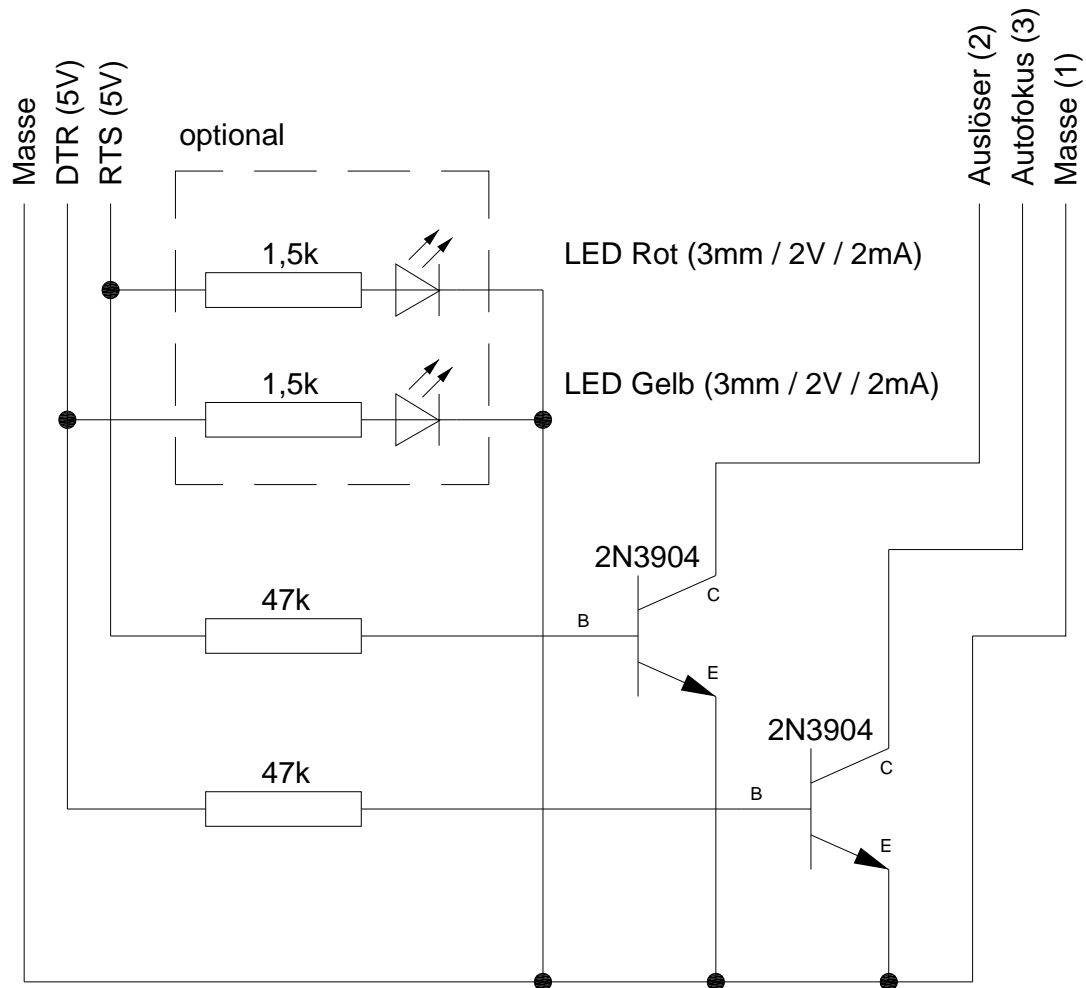 Masse
DTR (5V)
RTS (5V)
optional
Auslöser (2)
Autofokus (3)
Masse (1)
1,5k
LED Rot (3mm / 2V / 2mA)
1,5k
LED Gelb (3mm / 2V / 2mA)
2N3904
C
47k
B
E
2N3904
C
47k
B
E